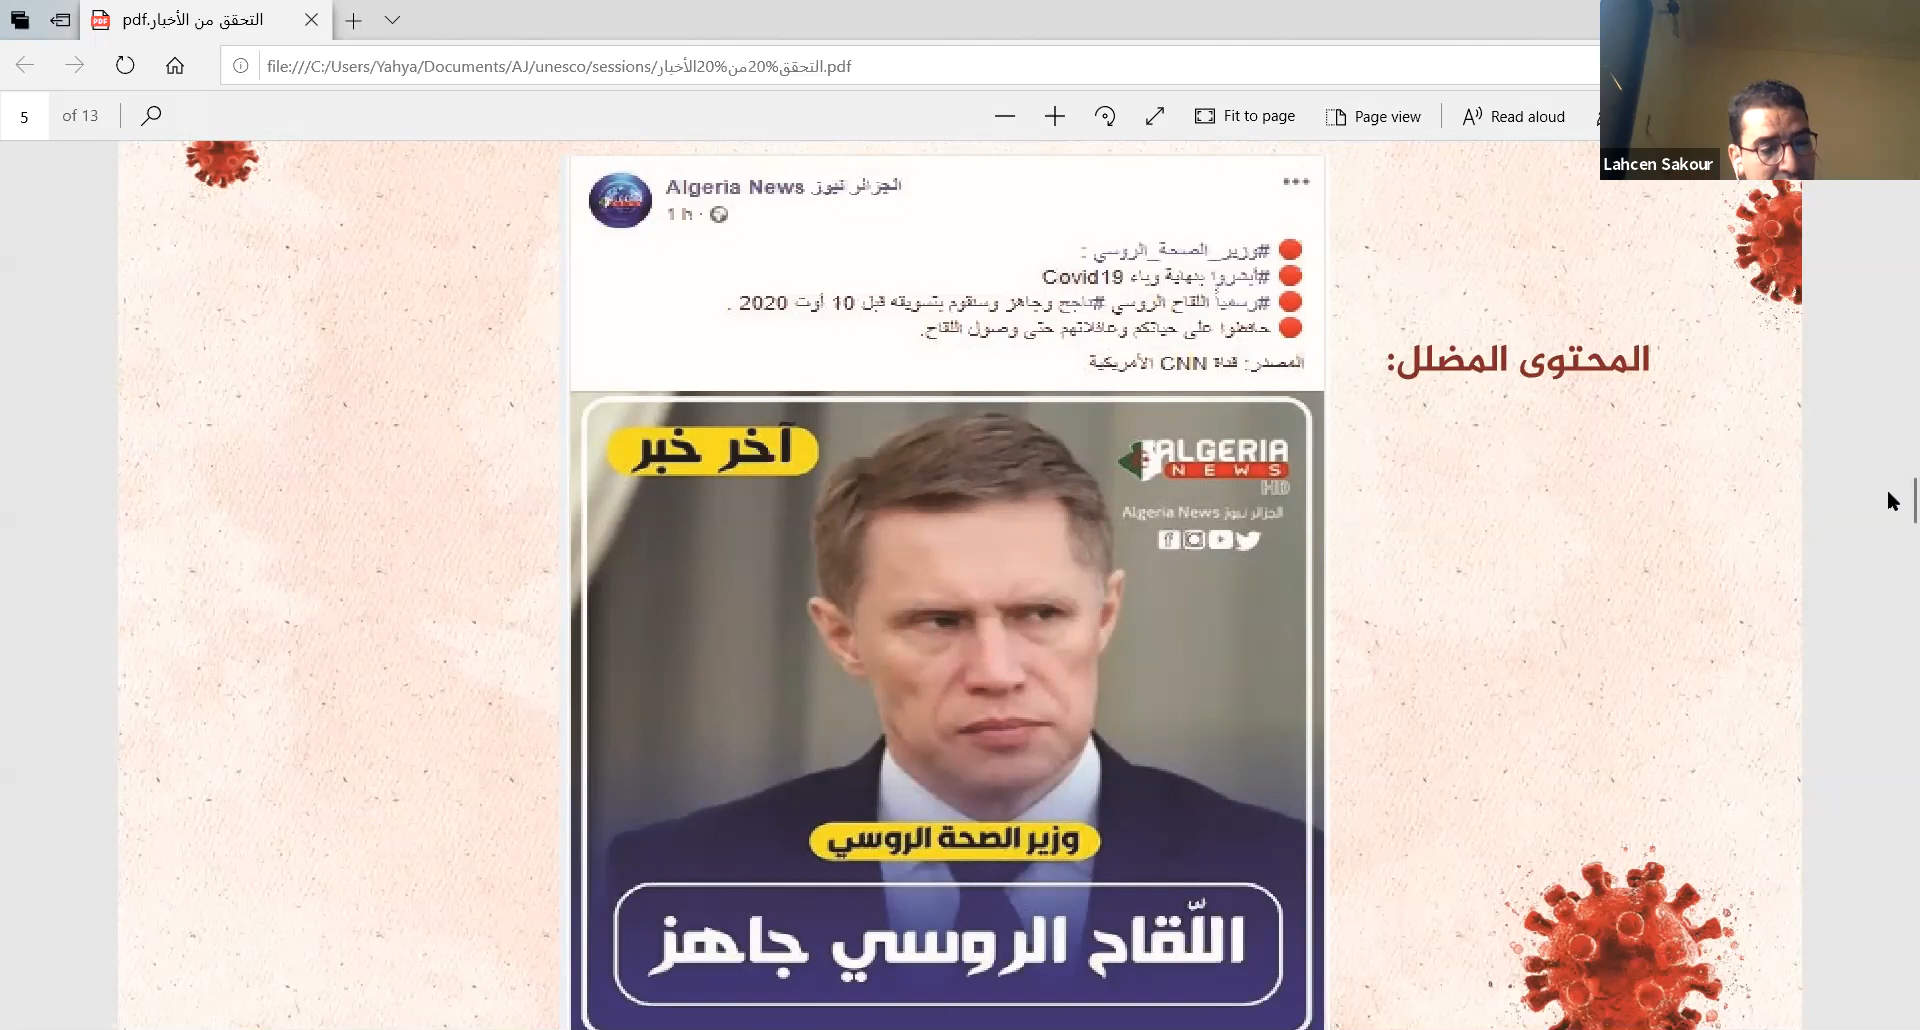 التحقق من الأخبار.pdf
file:///C:/Users/Yahya/Documents/AJ/unesco/sessions/التحقق%20من%20الأخبار.pdf
5 of 13
Fit to page
Page view
Read aloud
Lahcen Sakour
Algeria News الجزائر نيوز
1 h
#وزير_الصحة_الروسي :
#أبشروا بنهاية وباء Covid19
#رسمياً اللقاح الروسي #ناجح وجاهز وسنقوم بتسويقه قبل 10 أوت 2020 .
حافظوا على حياتكم وعائلاتهم حتى وصول اللقاح.
المصدر: قناة CNN الأمريكية
المحتوى المضلل:
آخر خبر
ALGERIA
NEWS
HD
Algeria News الجزائر نيوز
وزير الصحة الروسي
اللّقاح الروسي جاهز